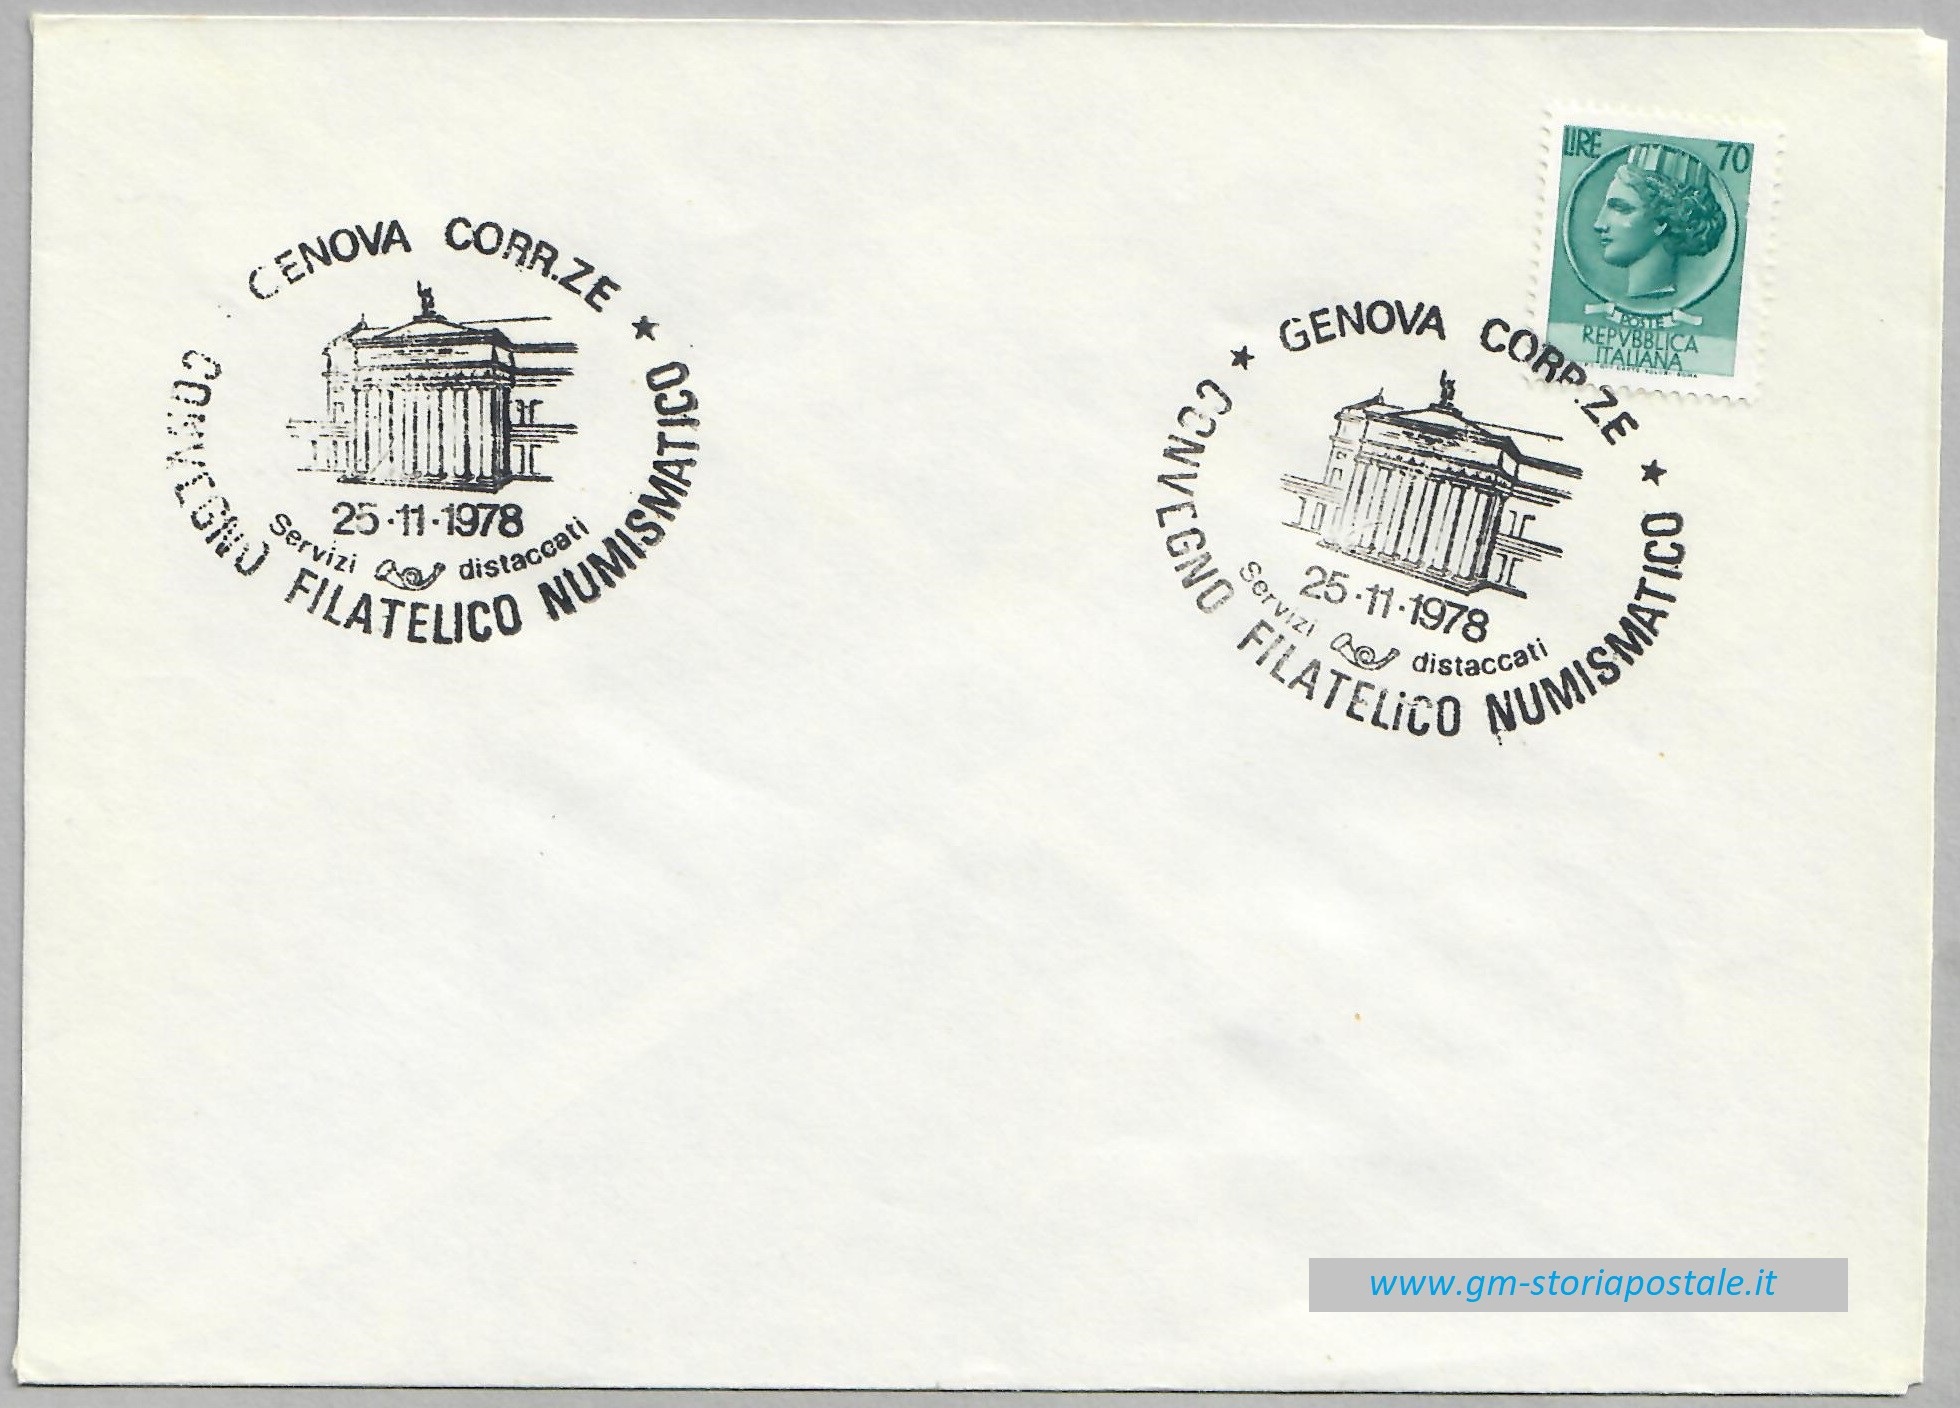 GENOVA CORR.ZE ★
25·11·1978
Servizi distaccati
CONVEGNO FILATELICO NUMISMATICO
LIRE 70
POSTE
REPVBBLICA
ITALIANA
★ GENOVA CORR.ZE ★
25·11·1978
Servizi distaccati
CONVEGNO FILATELiCO NUMISMATICO
www.gm-storiapostale.it